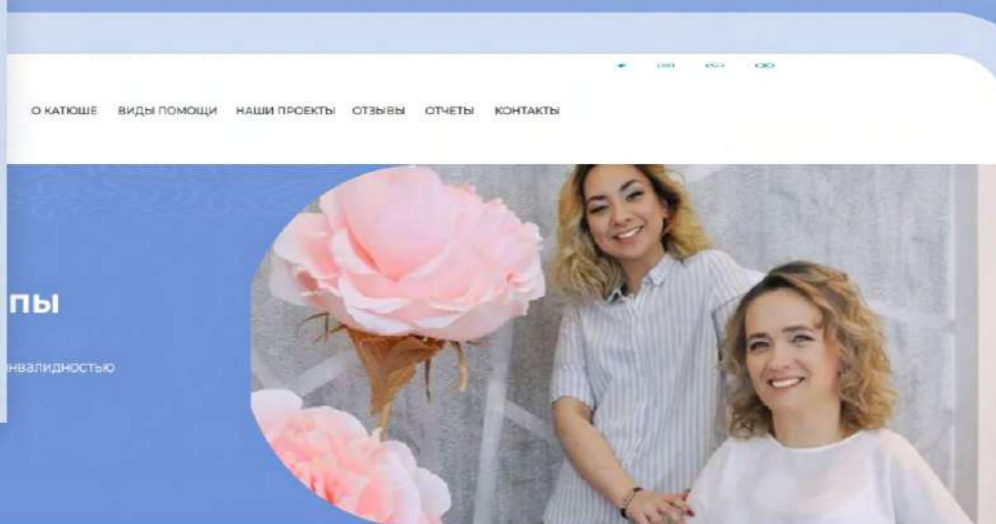 О КАТЮШЕ ВИДЫ ПОМОЩИ НАШИ ПРОЕКТЫ ОТЗЫВЫ ОТЧЕТЫ КОНТАКТЫ
пы
нвалидностью